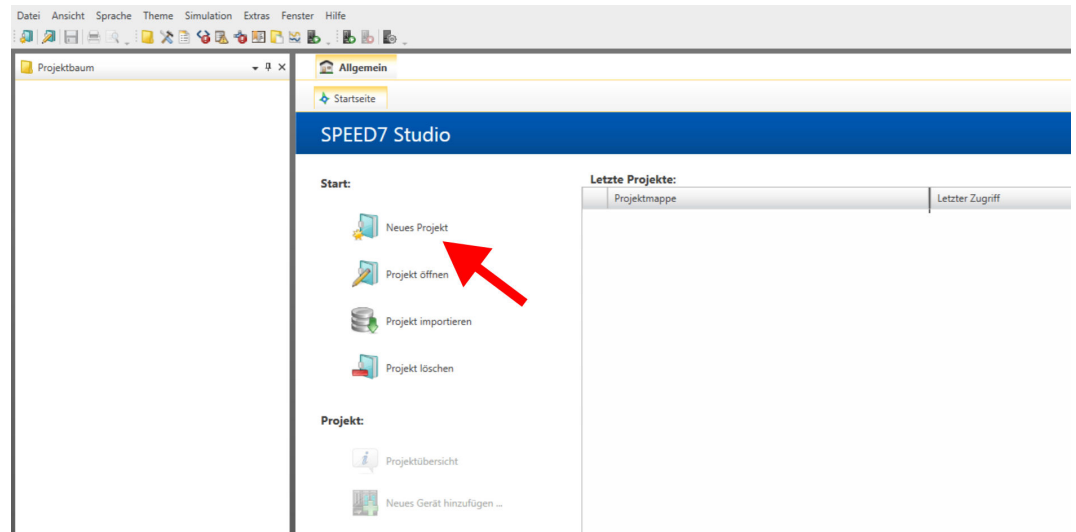 Datei Ansicht Sprache Theme Simulation Extras Fenster Hilfe
Projektbaum
Allgemein
Startseite
SPEED7 Studio
Start:
Neues Projekt
Projekt öffnen
Projekt importieren
Projekt löschen
Projekt:
Projektübersicht
Neues Gerät hinzufügen ...
Letzte Projekte:
Projektmappe Letzter Zugriff